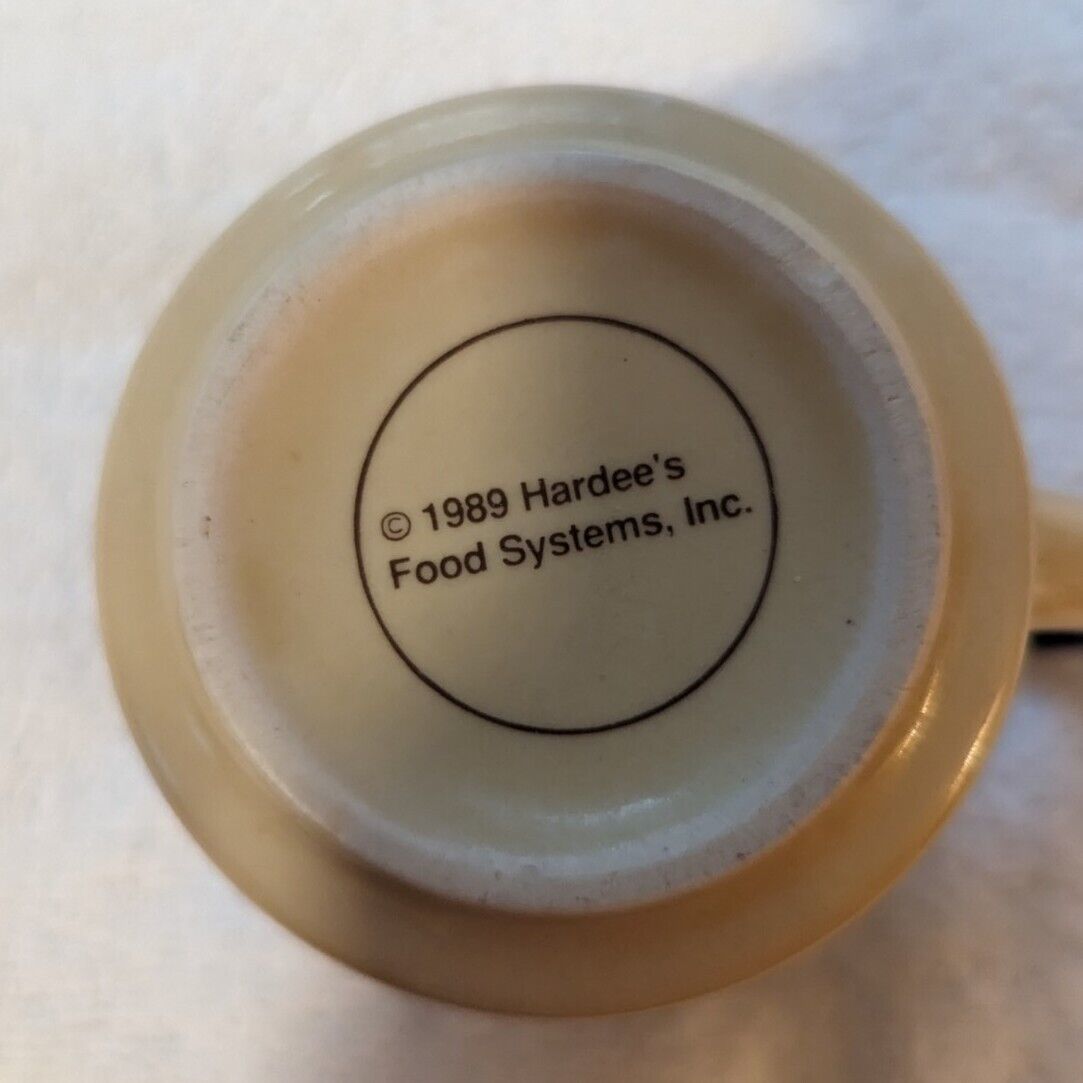 © 1989 Hardee's
Food Systems, Inc.